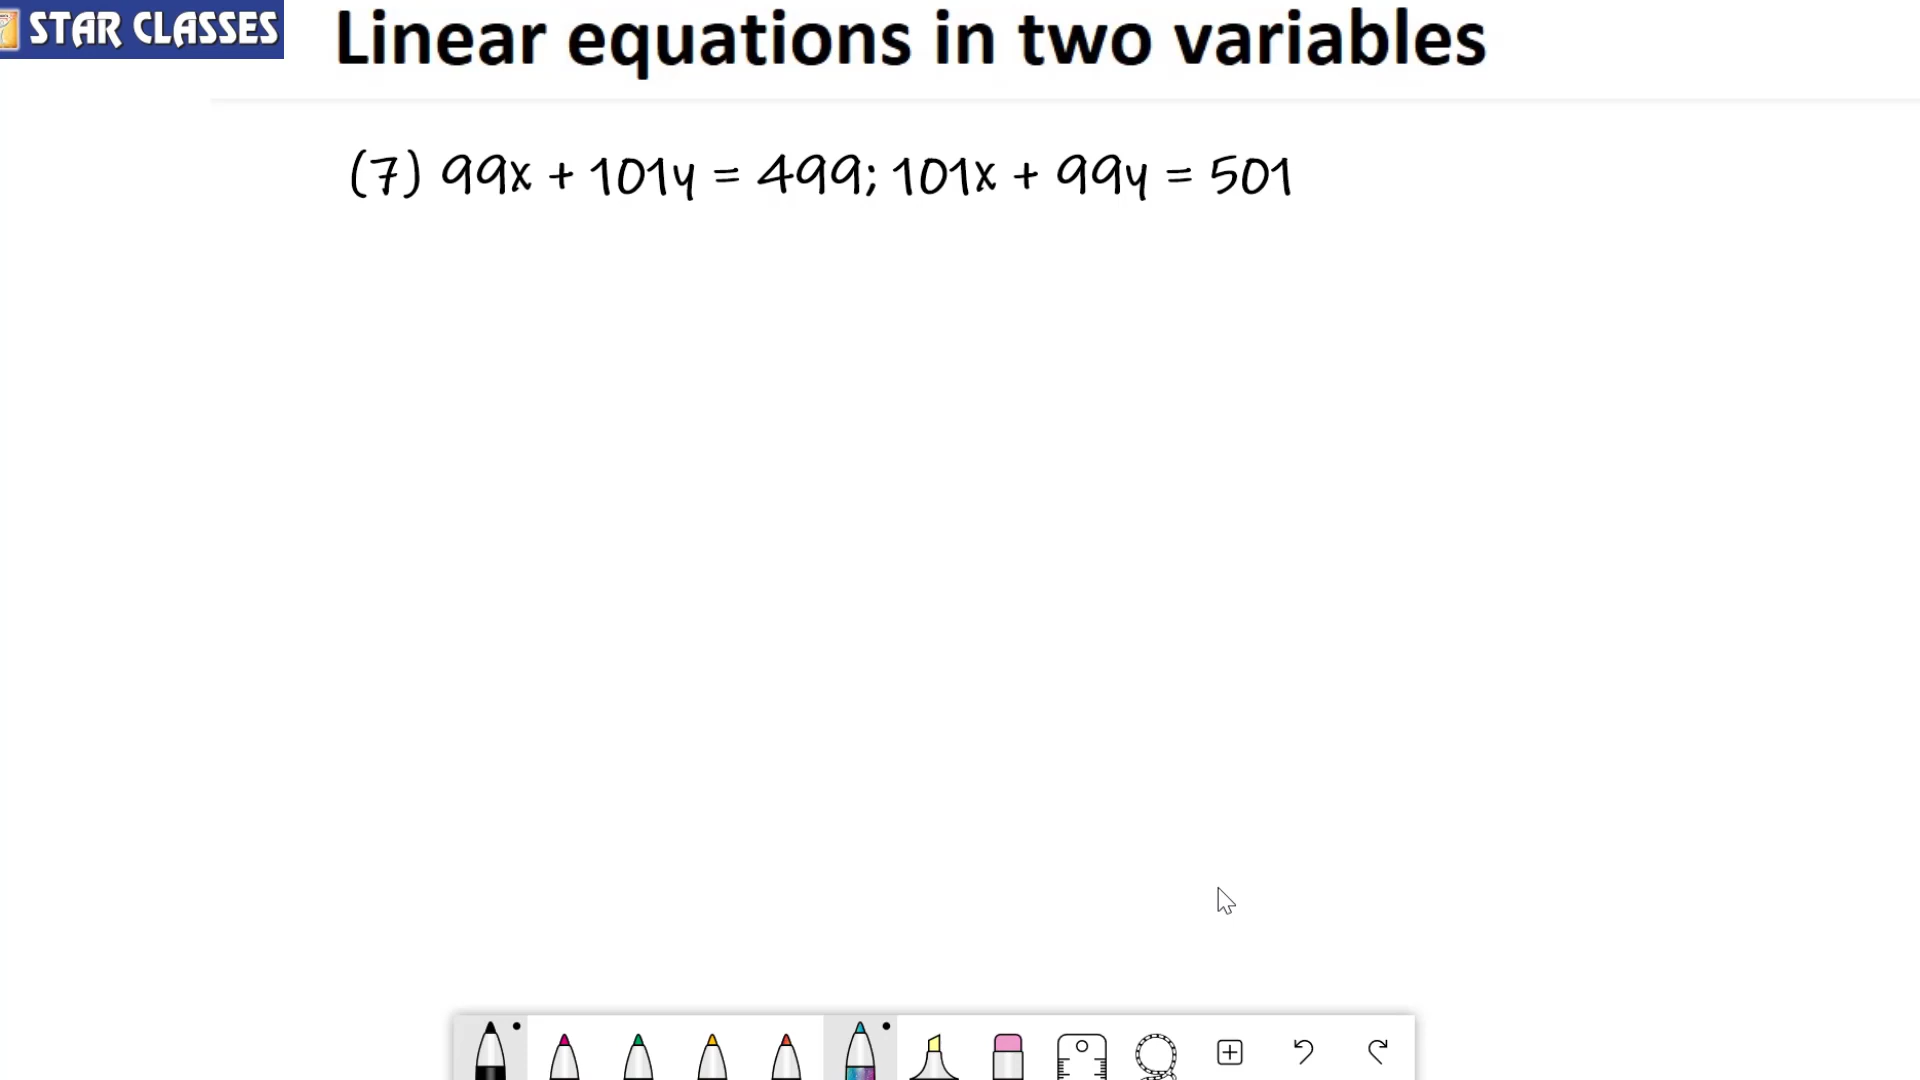 STAR CLASSES
Linear equations in two variables
(7) 99x + 101y = 499; 101x + 99y = 501